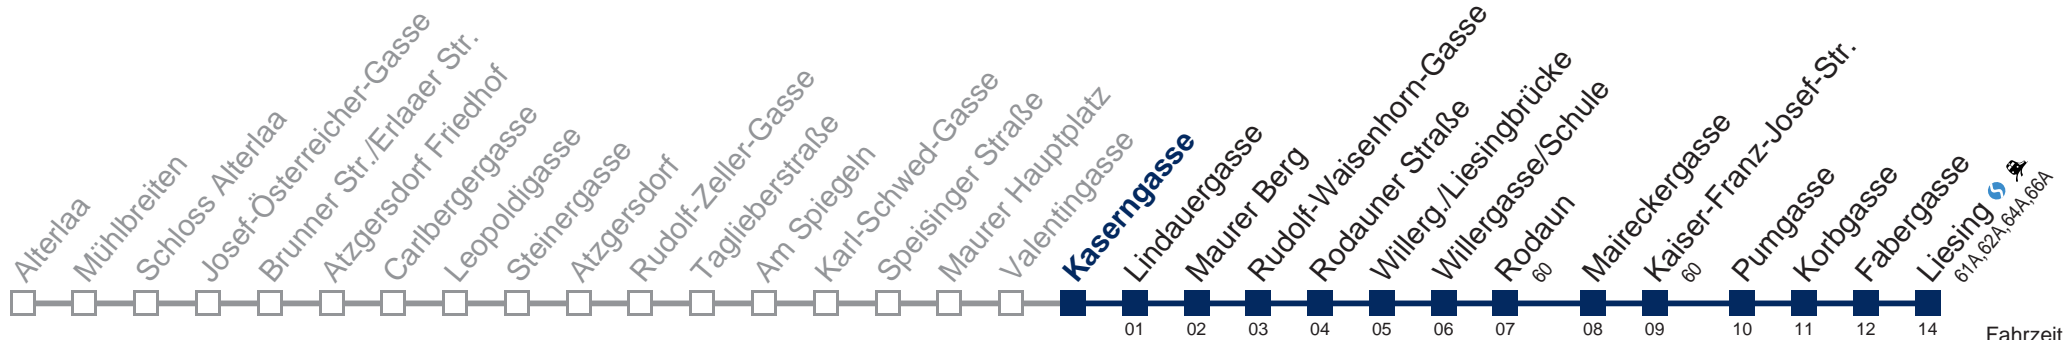 Alterlaa
Mühlbreiten
Schloss Alterlaa
Josef-Österreicher-Gasse
Brunner Str./Erlaaer Str.
Atzgersdorf Friedhof
Carlbergergasse
Leopoldigasse
Steinergasse
Atzgersdorf
Rudolf-Zeller-Gasse
Taglieberstraße
Am Spiegeln
Karl-Schwed-Gasse
Speisinger Straße
Maurer Hauptplatz
Valentingasse
Kaserngasse
Lindauergasse
Maurer Berg
Rudolf-Waisenhorn-Gasse
Rodauner Straße
Willerg./Liesingbrücke
Willergasse/Schule
Rodaun
60
Maireckergasse
Kaiser-Franz-Josef-Str.
60
Pumgasse
Korbgasse
Fabergasse
Liesing
61A,62A,64A,66A
01 02 03 04 05 06 07 08 09 10 11 12 14
Fahrzeit